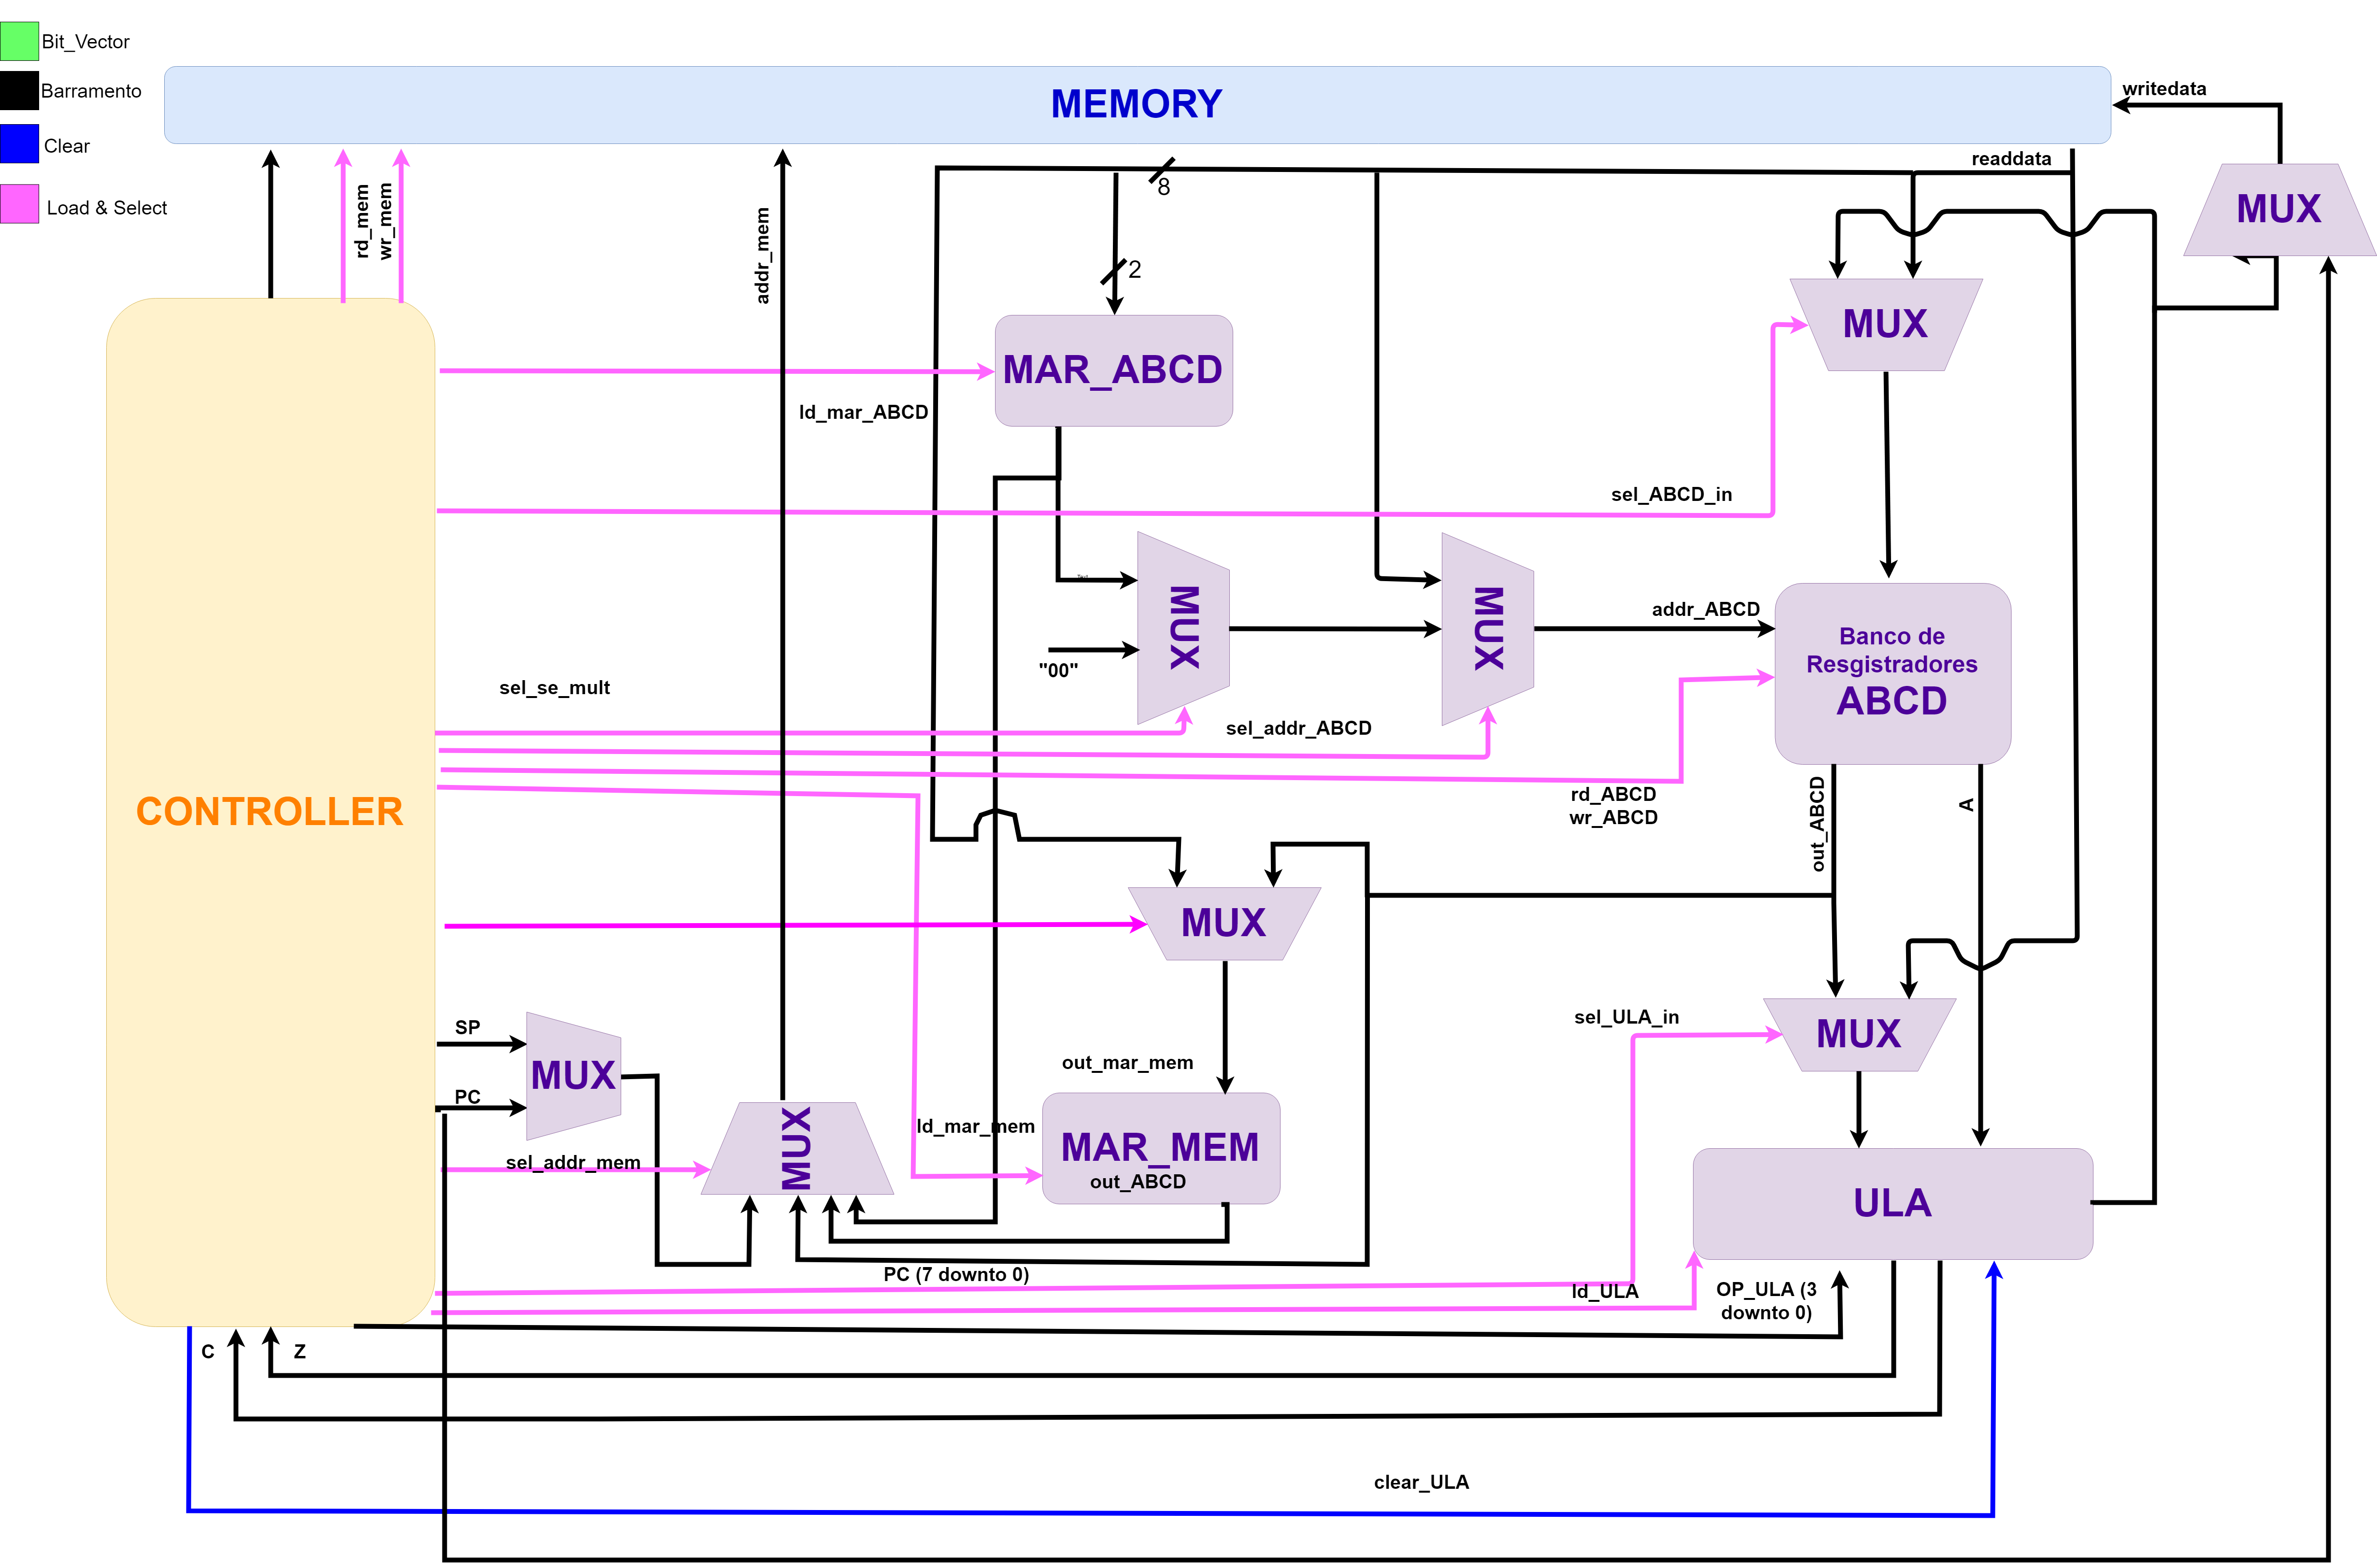 Bit_Vector
Barramento
Clear
Load & Select
MEMORY
writedata
readdata
8
rd_mem
wr_mem
addr_mem
MUX
2
MUX
MAR_ABCD
ld_mar_ABCD
sel_ABCD_in
MUX
MUX
addr_ABCD
"00"
Banco de
Resgistradores
ABCD
sel_se_mult
sel_addr_ABCD
rd_ABCD
wr_ABCD
out_ABCD
A
CONTROLLER
MUX
SP
PC
MUX
sel_ULA_in
MUX
out_mar_mem
ld_mar_mem
MUX
MAR_MEM
out_ABCD
sel_addr_mem
ULA
PC (7 downto 0)
ld_ULA
OP_ULA (3
downto 0)
C
Z
clear_ULA